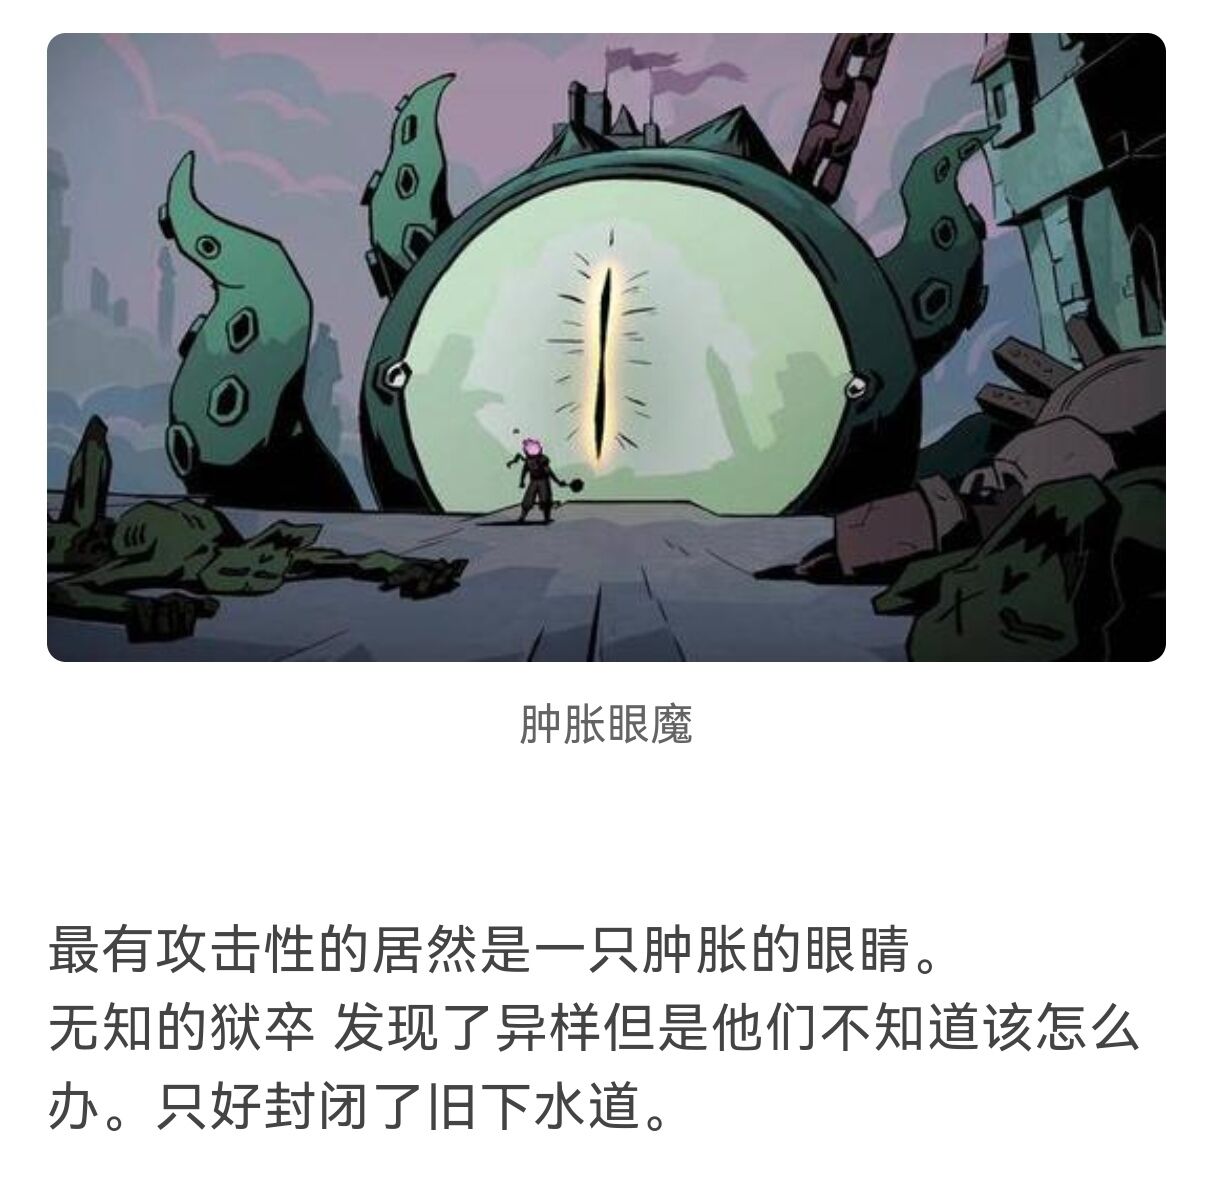 肿胀眼魔
最有攻击性的居然是一只肿胀的眼睛。
无知的狱卒 发现了异样但是他们不知道该怎么
办。只好封闭了旧下水道。